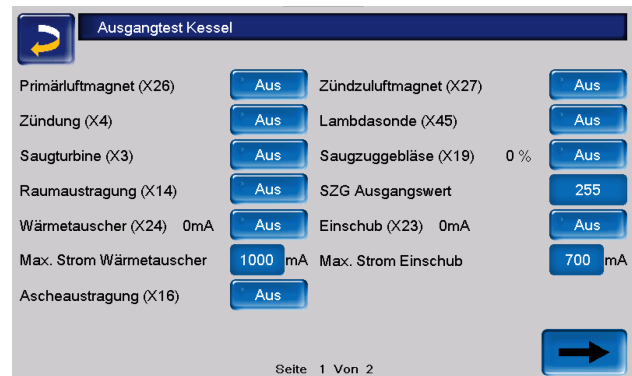 Ausgangtest Kessel
Primärluftmagnet (X26) Aus Zündzuluftmagnet (X27) Aus
Zündung (X4) Aus Lambdasonde (X45) Aus
Saugturbine (X3) Aus Saugzuggebläse (X19) 0 % Aus
Raumaustragung (X14) Aus SZG Ausgangswert 255
Wärmetauscher (X24) 0mA Aus Einschub (X23) 0mA Aus
Max. Strom Wärmetauscher 1000 mA Max. Strom Einschub 700 mA
Ascheaustragung (X16) Aus
Seite 1 Von 2